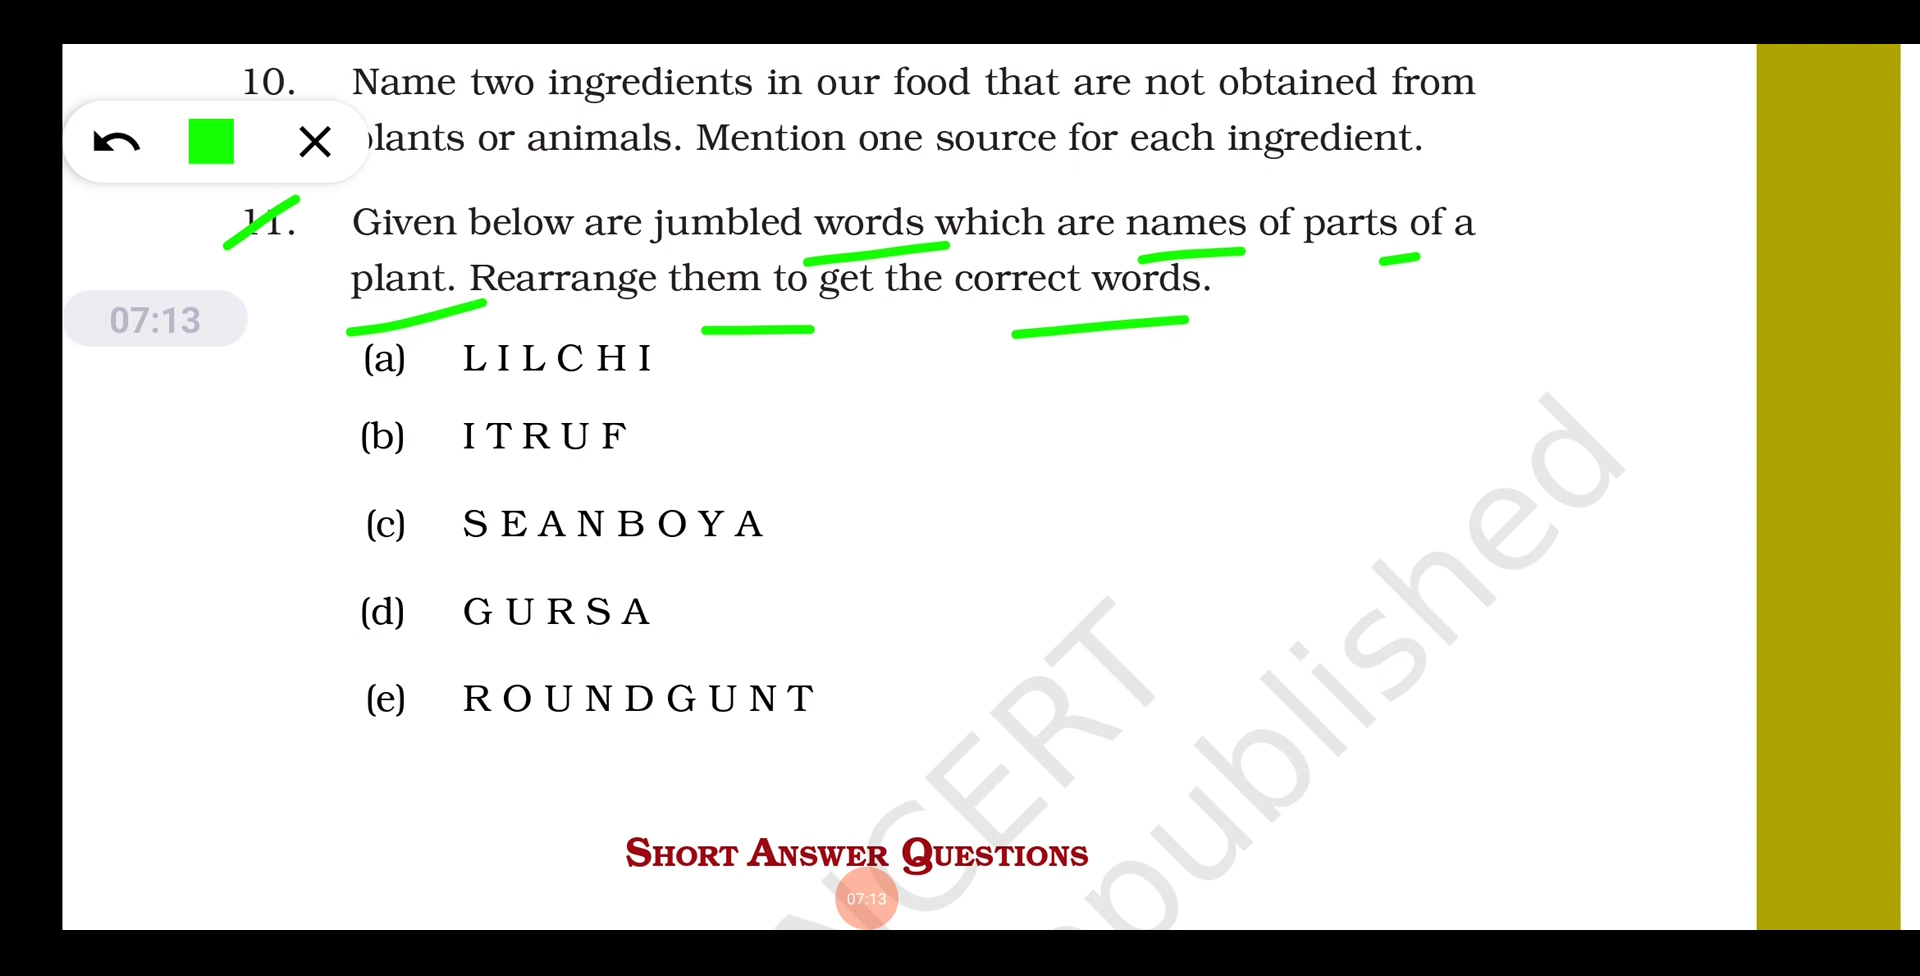 10. Name two ingredients in our food that are not obtained from
plants or animals. Mention one source for each ingredient.
11. Given below are jumbled words which are names of parts of a
plant. Rearrange them to get the correct words.
07:13
(a) L I L C H I
(b) I T R U F
(c) S E A N B O Y A
(d) G U R S A
(e) R O U N D G U N T
SHORT ANSWER QUESTIONS
07:13
NCERT
published